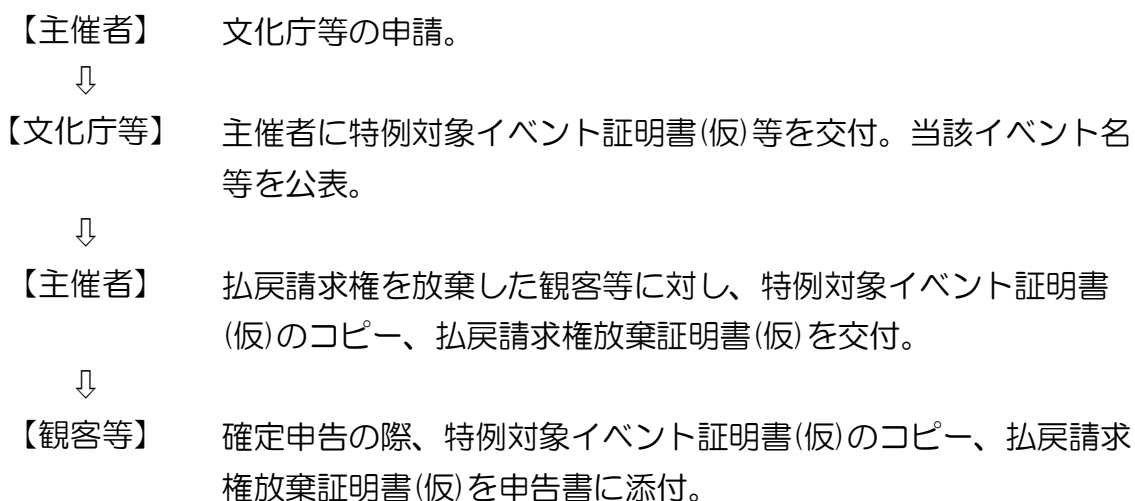 【主催者】 文化庁等の申請。
⇩
【文化庁等】 主催者に特例対象イベント証明書(仮)等を交付。当該イベント名
等を公表。
⇩
【主催者】 払戻請求権を放棄した観客等に対し、特例対象イベント証明書
(仮)のコピー、払戻請求権放棄証明書(仮)を交付。
⇩
【観客等】 確定申告の際、特例対象イベント証明書(仮)のコピー、払戻請求
権放棄証明書(仮)を申告書に添付。